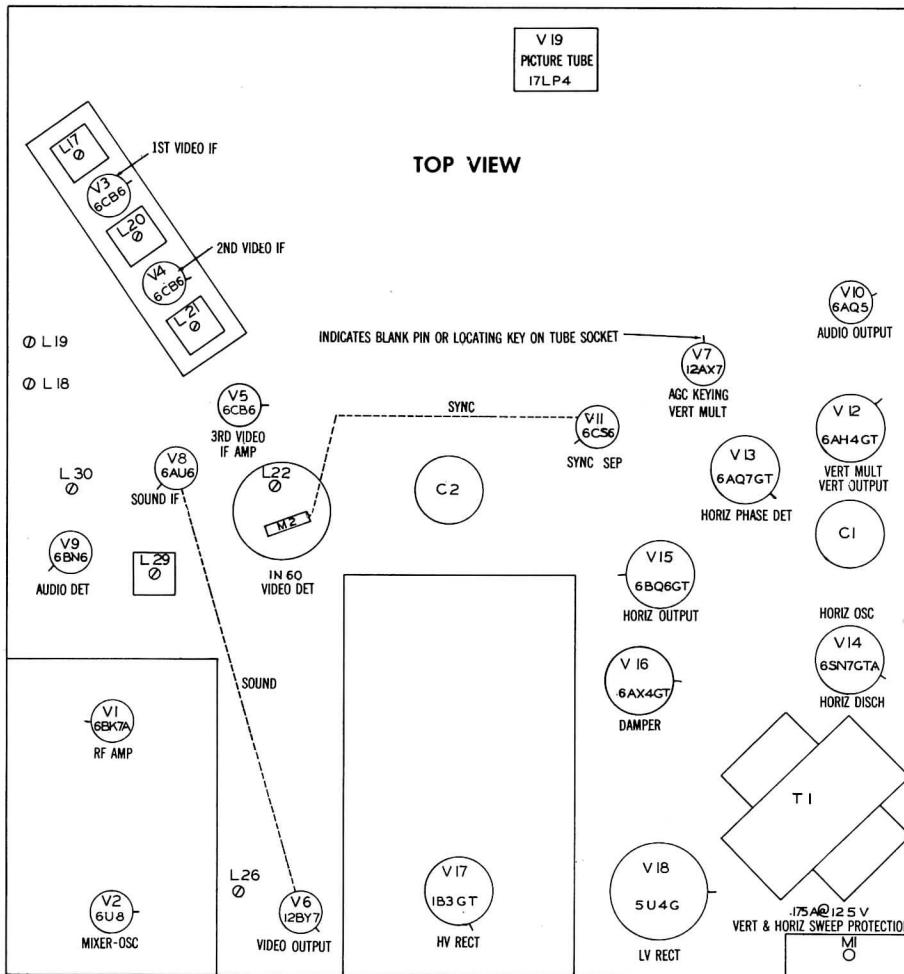 V 19
PICTURE TUBE
17LP4
TOP VIEW
L17
1ST VIDEO IF
V3
6CB6
L20
2ND VIDEO IF
V4
6CB6
L21
L19
L18
INDICATES BLANK PIN OR LOCATING KEY ON TUBE SOCKET
V10
6AQ5
AUDIO OUTPUT
V7
12AX7
AGC KEYING
VERT MULT
V5
6CB6
3RD VIDEO
IF AMP
SYNC
V11
6CS6
SYNC SEP
V 12
6AH4GT
VERT MULT
VERT OUTPUT
V13
6AQ7GT
HORIZ PHASE DET
V8
6AU6
SOUND IF
L30
L22
M2
IN 60
VIDEO DET
C2
C1
V9
6BN6
AUDIO DET
L29
V15
6BQ6GT
HORIZ OUTPUT
HORIZ OSC
V14
6SN7GTA
HORIZ DISCH
V 16
6AX4GT
DAMPER
SOUND
V1
6BK7A
RF AMP
T1
V2
6U8
MIXER-OSC
L26
V6
12BY7
VIDEO OUTPUT
V17
1B3GT
HV RECT
V18
5U4G
LV RECT
.175A@125V
VERT & HORIZ SWEEP PROTECTION
M1